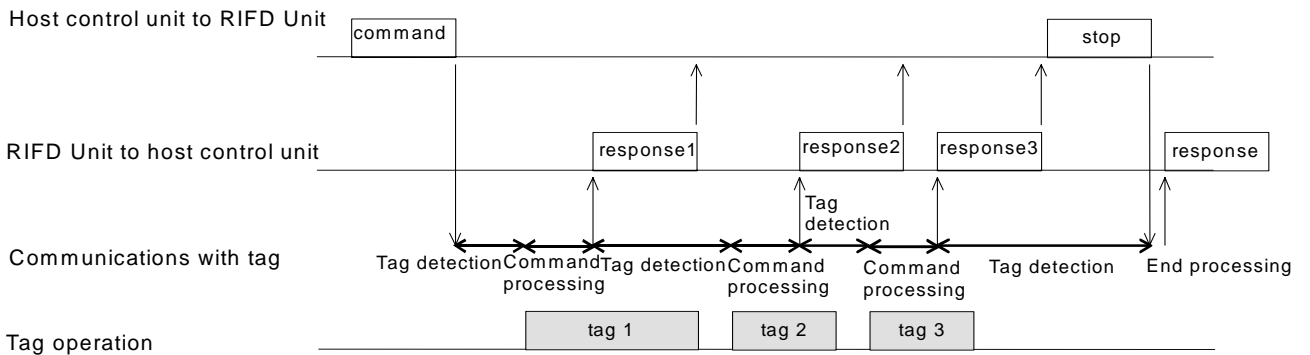 Host control unit to RIFD Unit
command
stop
RIFD Unit to host control unit
response1
response2
response3
response
Tag
detection
Communications with tag
Tag detection
Command
processing
Tag detection
Command
processing
Command
processing
Tag detection
End processing
Tag operation
tag 1
tag 2
tag 3